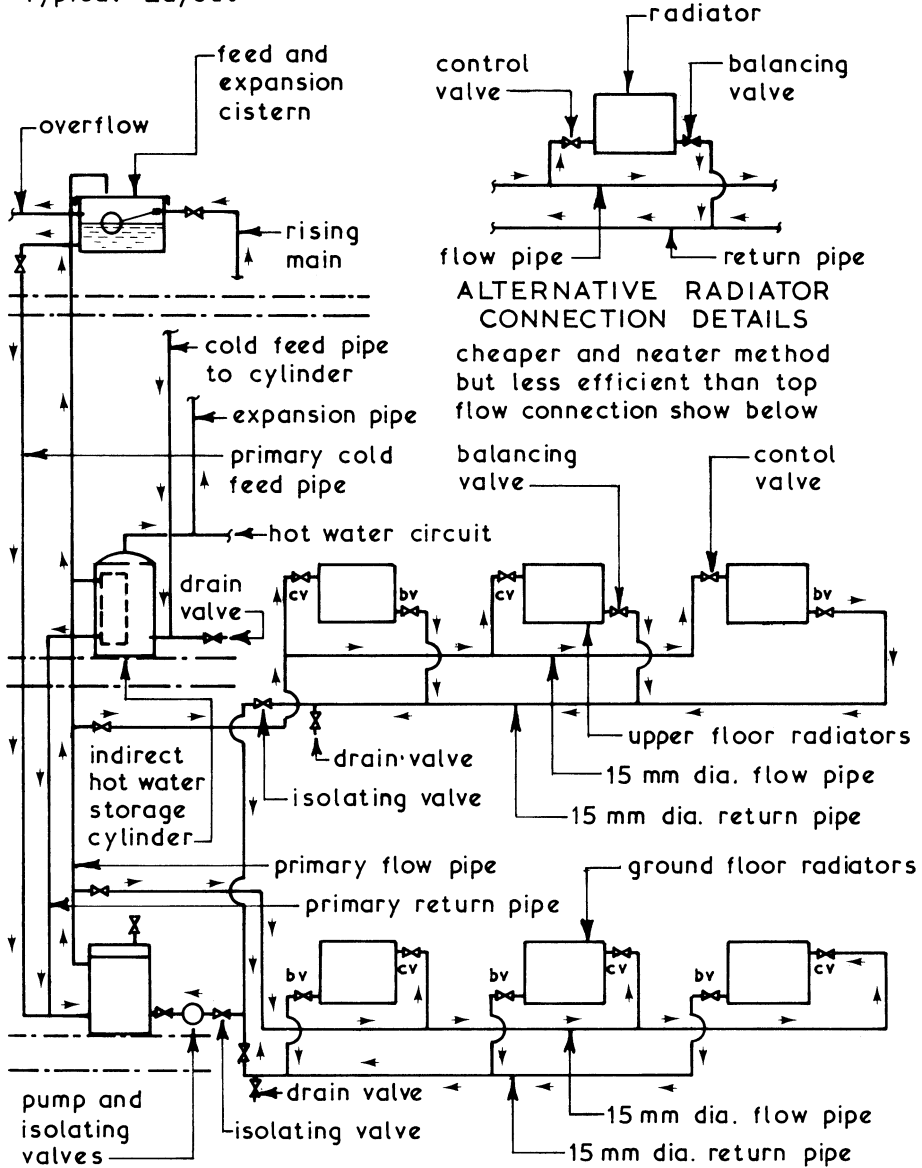 Typical Layout
feed and
expansion
cistern
overflow
rising
main
radiator
control
valve
balancing
valve
flow pipe
return pipe
ALTERNATIVE RADIATOR
CONNECTION DETAILS
cheaper and neater method
but less efficient than top
flow connection show below
cold feed pipe
to cylinder
expansion pipe
primary cold
feed pipe
hot water circuit
drain
valve
balancing
valve
contol
valve
cv
bv
cv
bv
upper floor radiators
15 mm dia. flow pipe
15 mm dia. return pipe
drain valve
isolating valve
indirect
hot water
storage
cylinder
primary flow pipe
primary return pipe
ground floor radiators
bv
cv
bv
cv
bv
cv
drain valve
isolating valve
pump and
isolating
valves
15 mm dia. flow pipe
15 mm dia. return pipe